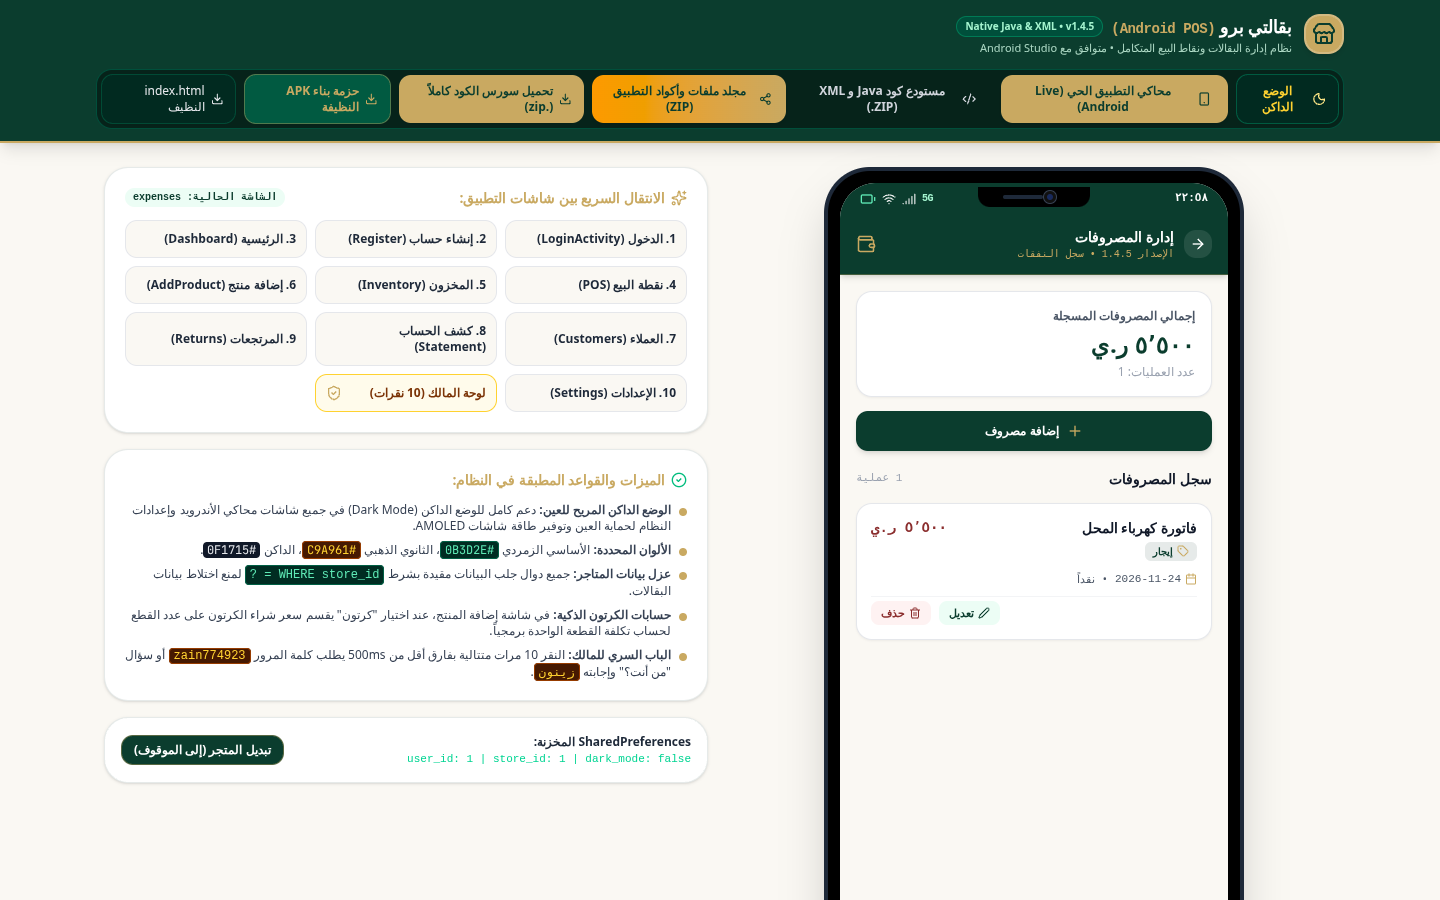 بقالتي برو (Android POS) Native Java & XML • v1.4.5
نظام إدارة البقالات ونقاط البيع المتكامل • متوافق مع Android Studio
الوضع
الداكن
محاكي التطبيق الحي (Live
Android)
مستودع كود Java و XML
(ZIP.)
مجلد ملفات وأكواد التطبيق
(ZIP)
تحميل سورس الكود كاملاً
(.zip)
حزمة بناء APK
النظيفة
index.html
النظيف
٢٢:٥٨
5G
إدارة المصروفات
الإصدار 1.4.5 • سجل النفقات
إجمالي المصروفات المسجلة
٥٬٥٠٠ ر.ي
عدد العمليات: 1
إضافة مصروف
سجل المصروفات
1 عملية
فاتورة كهرباء المحل
٥٬٥٠٠ ر.ي
إيجار
2026-11-24 • نقداً
تعديل
حذف
الانتقال السريع بين شاشات التطبيق:
الشاشة الحالية: expenses
1. الدخول (LoginActivity)
2. إنشاء حساب (Register)
3. الرئيسية (Dashboard)
4. نقطة البيع (POS)
5. المخزون (Inventory)
6. إضافة منتج (AddProduct)
7. العملاء (Customers)
8. كشف الحساب
(Statement)
9. المرتجعات (Returns)
10. الإعدادات (Settings)
لوحة المالك (10 نقرات)
الميزات والقواعد المطبقة في النظام:
الوضع الداكن المريح للعين: دعم كامل للوضع الداكن (Dark Mode) في جميع شاشات محاكي الأندرويد وإعدادات
النظام لحماية العين وتوفير طاقة شاشات AMOLED.
الألوان المحددة: الأساسي الزمردي #0B3D2E، الثانوي الذهبي #C9A961، الداكن #0F1715.
عزل بيانات المتاجر: جميع دوال جلب البيانات مقيدة بشرط WHERE store_id = ? لمنع اختلاط بيانات
البقالات.
حسابات الكرتون الذكية: في شاشة إضافة المنتج، عند اختيار "كرتون" يقسم سعر شراء الكرتون على عدد القطع
لحساب تكلفة القطعة الواحدة برمجياً.
الباب السري للمالك: النقر 10 مرات متتالية بفارق أقل من 500ms يطلب كلمة المرور zain774923 أو سؤال
"من أنت؟" وإجابته زينون.
SharedPreferences المخزنة:
user_id: 1 | store_id: 1 | dark_mode: false
تبديل المتجر (إلى الموقوف)